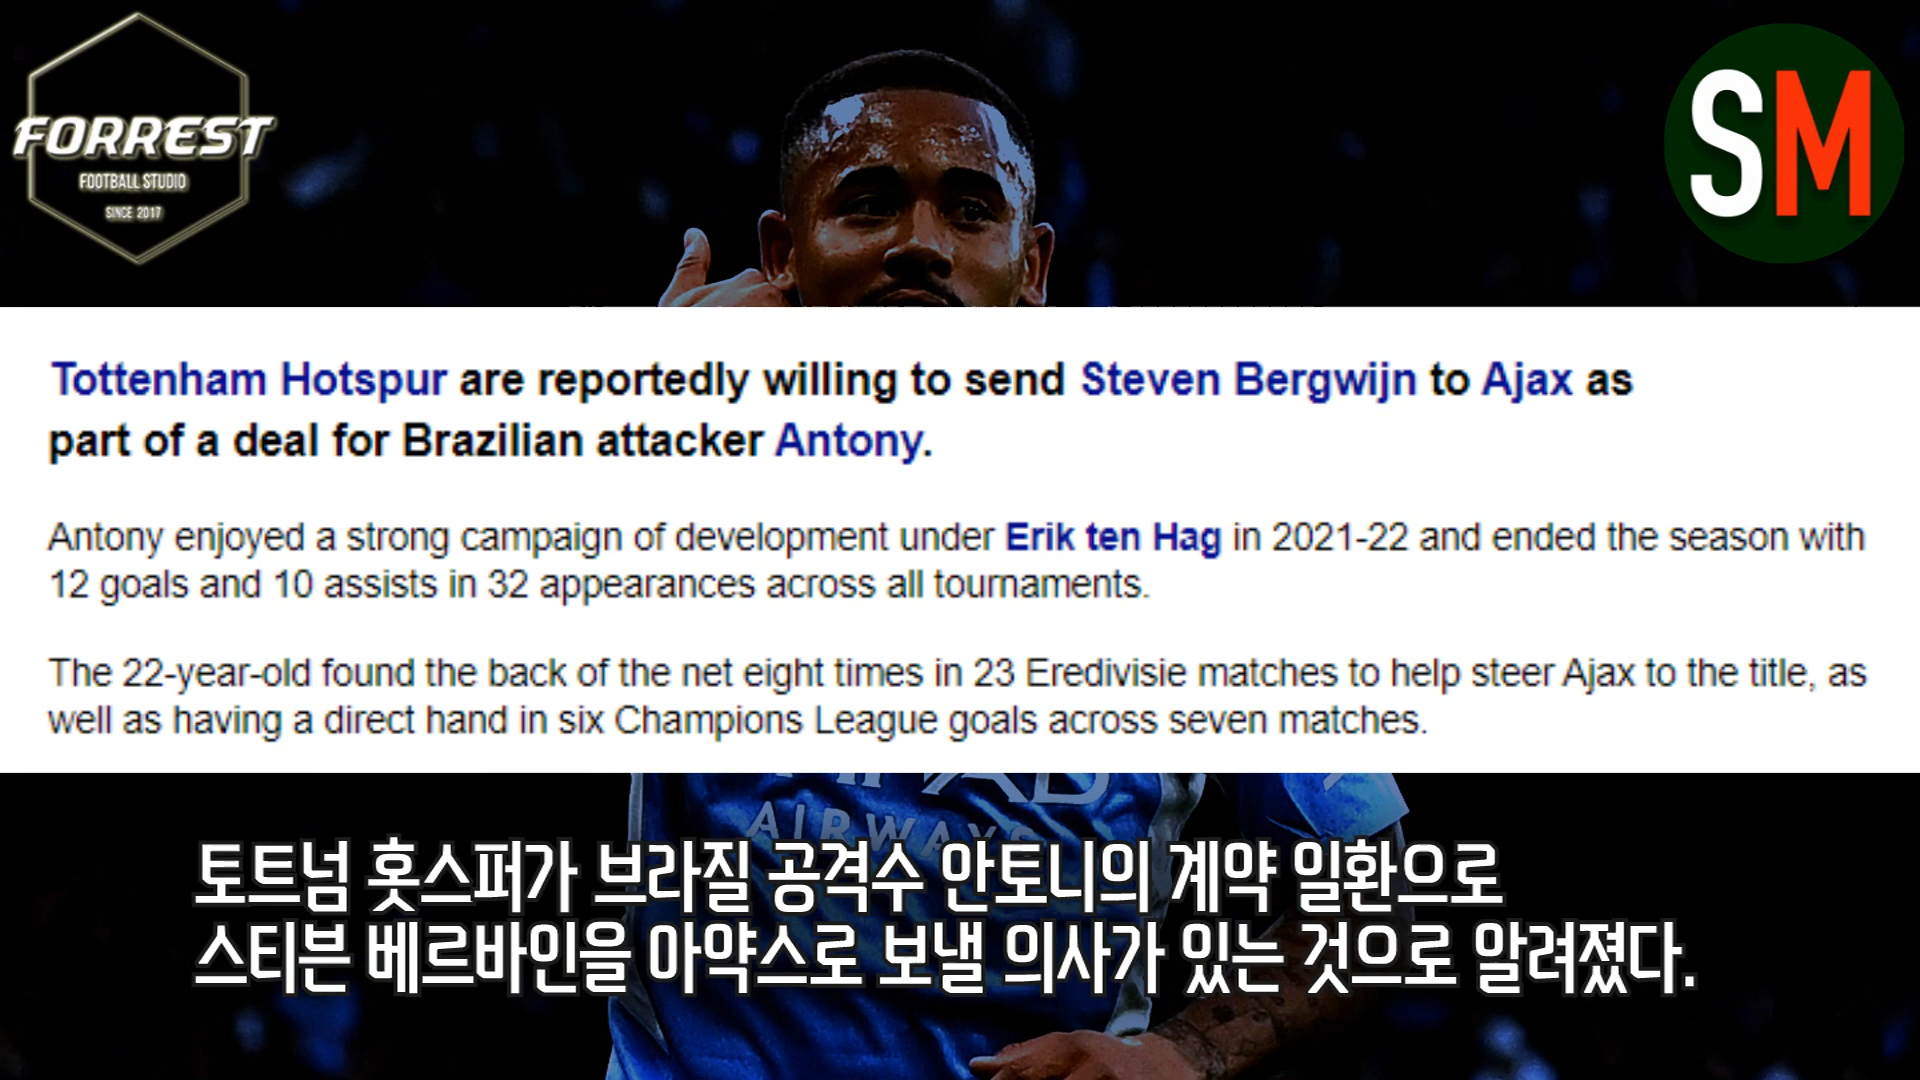 FORREST
FOOTBALL STUDIO
SINCE 2017
SM
Tottenham Hotspur are reportedly willing to send Steven Bergwijn to Ajax as
part of a deal for Brazilian attacker Antony.
Antony enjoyed a strong campaign of development under Erik ten Hag in 2021-22 and ended the season with
12 goals and 10 assists in 32 appearances across all tournaments.
The 22-year-old found the back of the net eight times in 23 Eredivisie matches to help steer Ajax to the title, as
well as having a direct hand in six Champions League goals across seven matches.
AIRWAYS
토트넘 홋스퍼가 브라질 공격수 안토니의 계약 일환으로
스티븐 베르바인을 아약스로 보낼 의사가 있는 것으로 알려졌다.